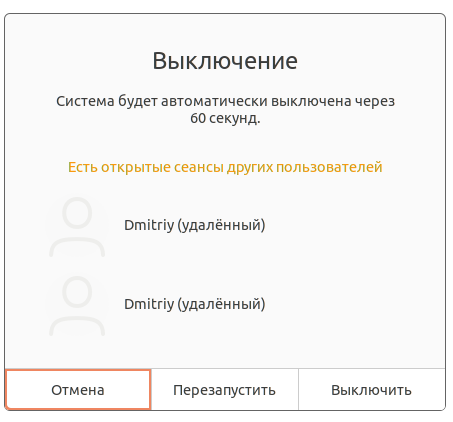 Выключение
Система будет автоматически выключена через
60 секунд.
Есть открытые сеансы других пользователей
Dmitriy (удалённый)
Dmitriy (удалённый)
Отмена
Перезапустить
Выключить